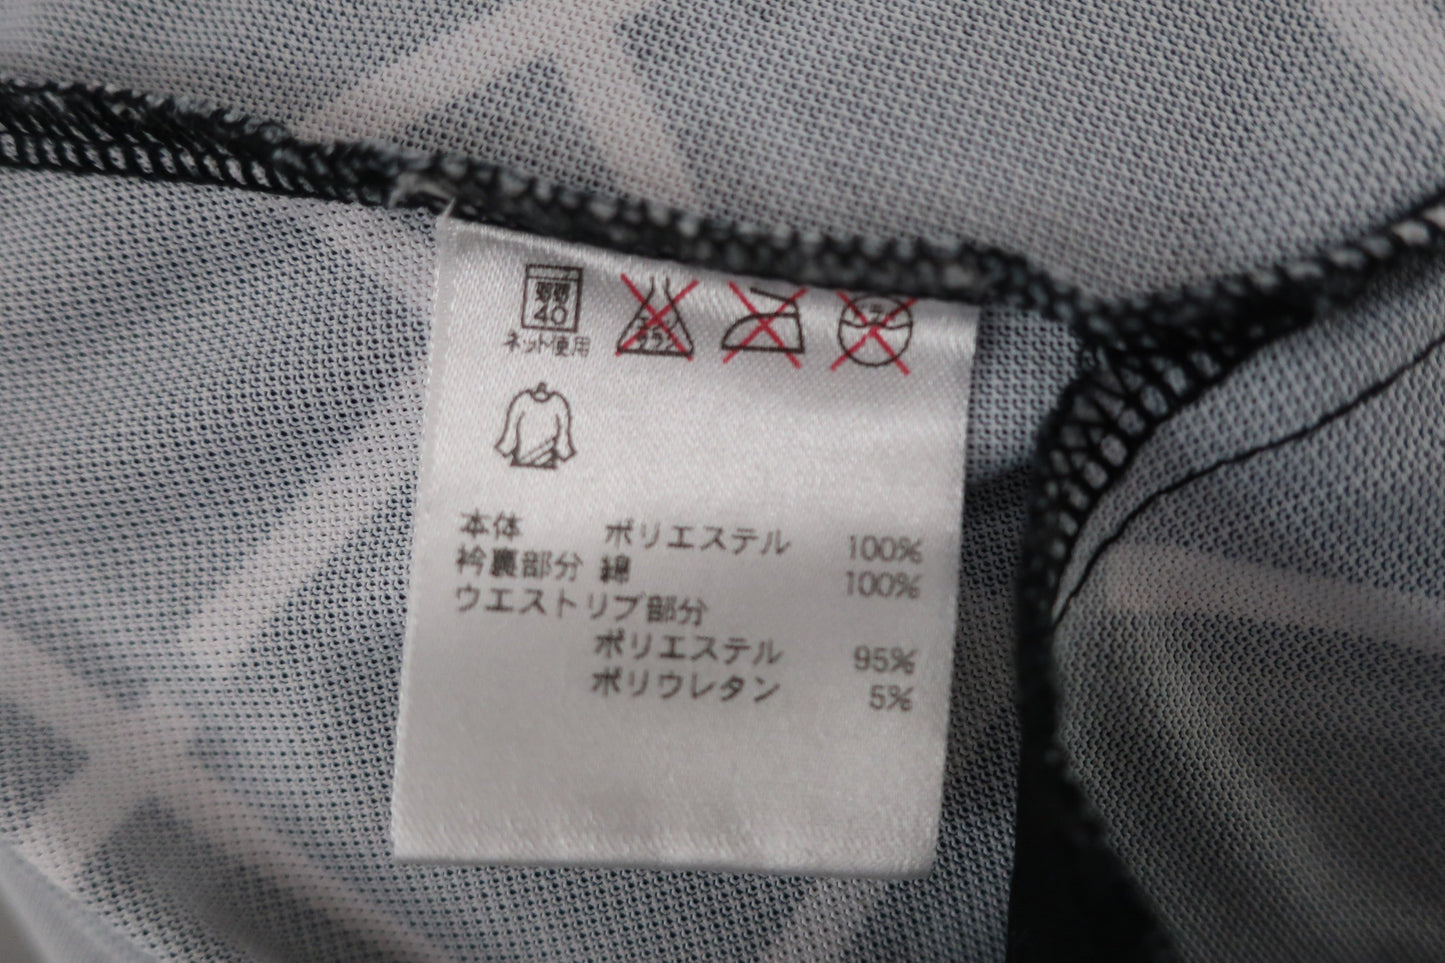 弱
40
ネット使用
本体 ポリエステル 100%
衿裏部分 綿 100%
ウエストリブ部分
ポリエステル 95%
ポリウレタン 5%